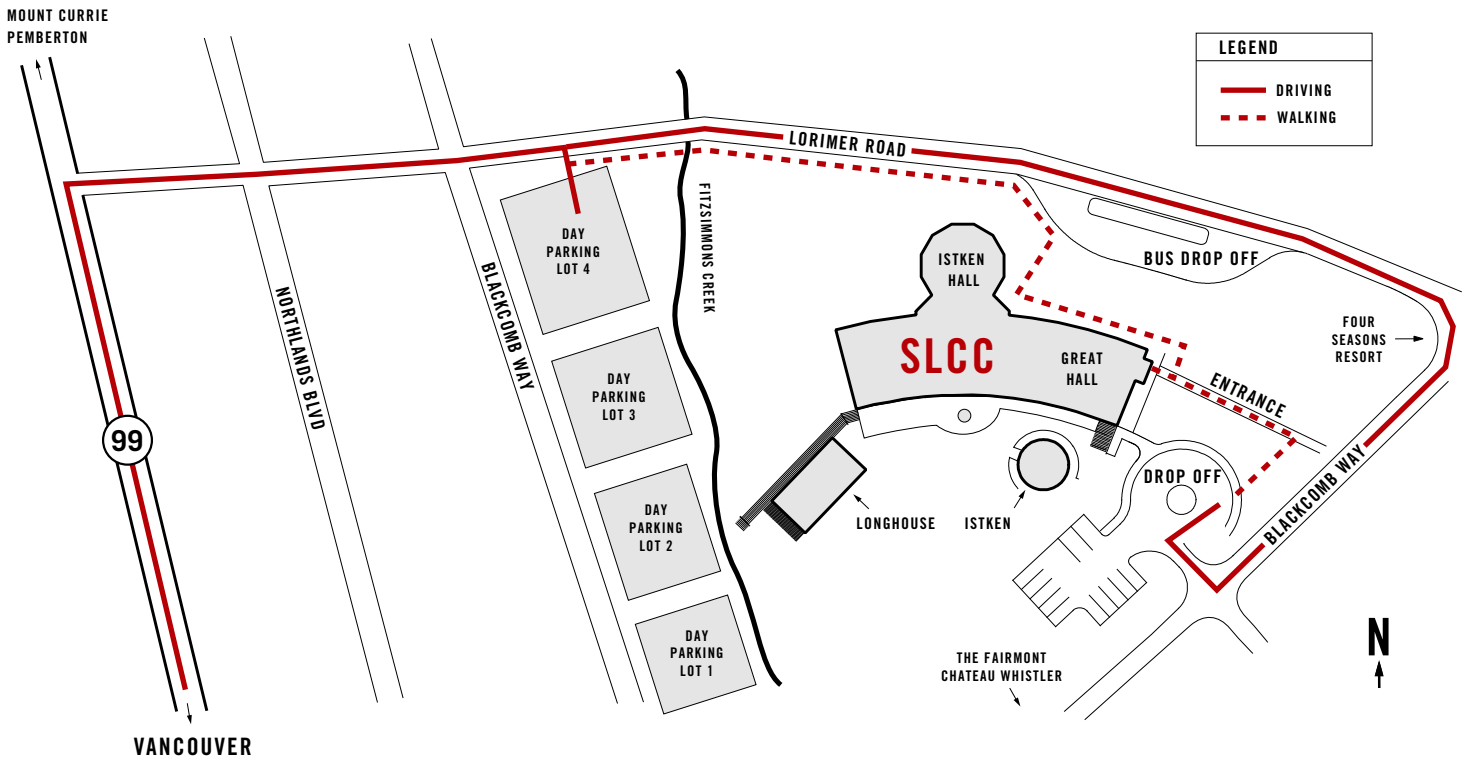 MOUNT CURRIE
PEMBERTON
LEGEND
DRIVING
WALKING
LORIMER ROAD
FITZSIMMONS CREEK
DAY
PARKING
LOT 4
ISTKEN
HALL
BUS DROP OFF
BLACKCOMB WAY
NORTHLANDS BLVD
FOUR
SEASONS
RESORT
SLCC
GREAT
HALL
ENTRANCE
DAY
PARKING
LOT 3
99
DROP OFF
BLACKCOMB WAY
LONGHOUSE
ISTKEN
DAY
PARKING
LOT 2
DAY
PARKING
LOT 1
THE FAIRMONT
CHATEAU WHISTLER
N
VANCOUVER